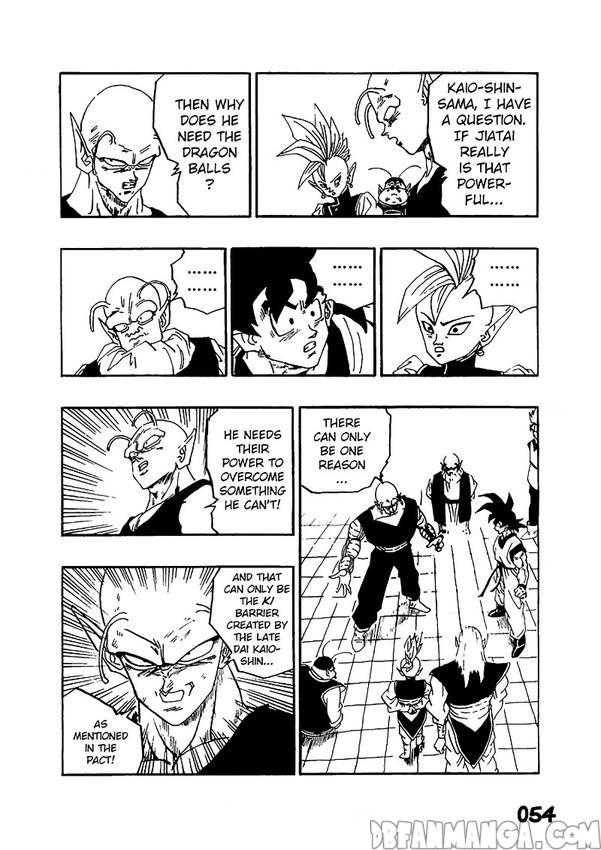 KAIO-SHIN-
SAMA, I HAVE
A QUESTION.
IF JIATAI
REALLY
IS THAT
POWER-
FUL...
THEN WHY
DOES HE
NEED THE
DRAGON
BALLS
?
......
......
......
......
......
......
THERE
CAN ONLY
BE ONE
REASON
...
HE NEEDS
THEIR
POWER TO
OVERCOME
SOMETHING
HE CAN'T!
AND THAT
CAN ONLY BE
THE KI
BARRIER
CREATED BY
THE LATE
DAI KAIO-
SHIN...
AS
MENTIONED
IN THE
PACT!
054
DBFANMANGA.COM